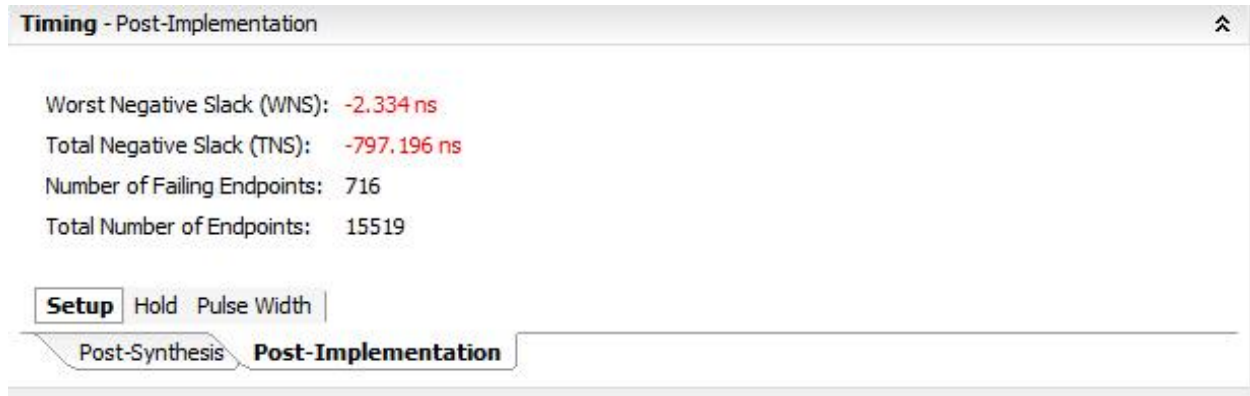 Timing - Post-Implementation
Worst Negative Slack (WNS): -2.334 ns
Total Negative Slack (TNS): -797.196 ns
Number of Failing Endpoints: 716
Total Number of Endpoints: 15519
Setup Hold Pulse Width
Post-Synthesis Post-Implementation